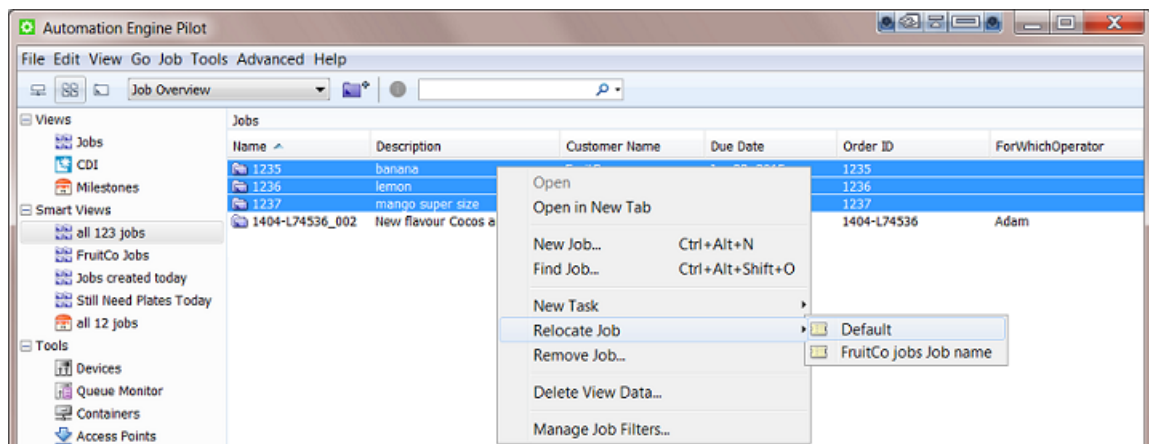 Automation Engine Pilot
File Edit View Go Job Tools Advanced Help
Job Overview
Views
Jobs
CDI
Milestones
Smart Views
all 123 jobs
FruitCo Jobs
Jobs created today
Still Need Plates Today
all 12 jobs
Tools
Devices
Queue Monitor
Containers
Access Points
Jobs
Name Description Customer Name Due Date Order ID ForWhichOperator
1235 banana 1235
1236 lemon 1236
1237 mango super size 1237
1404-L74536_002 New flavour Cocos a 1404-L74536 Adam
Open
Open in New Tab
New Job... Ctrl+Alt+N
Find Job... Ctrl+Alt+Shift+O
New Task
Relocate Job
Remove Job...
Delete View Data...
Manage Job Filters...
Default
FruitCo jobs Job name